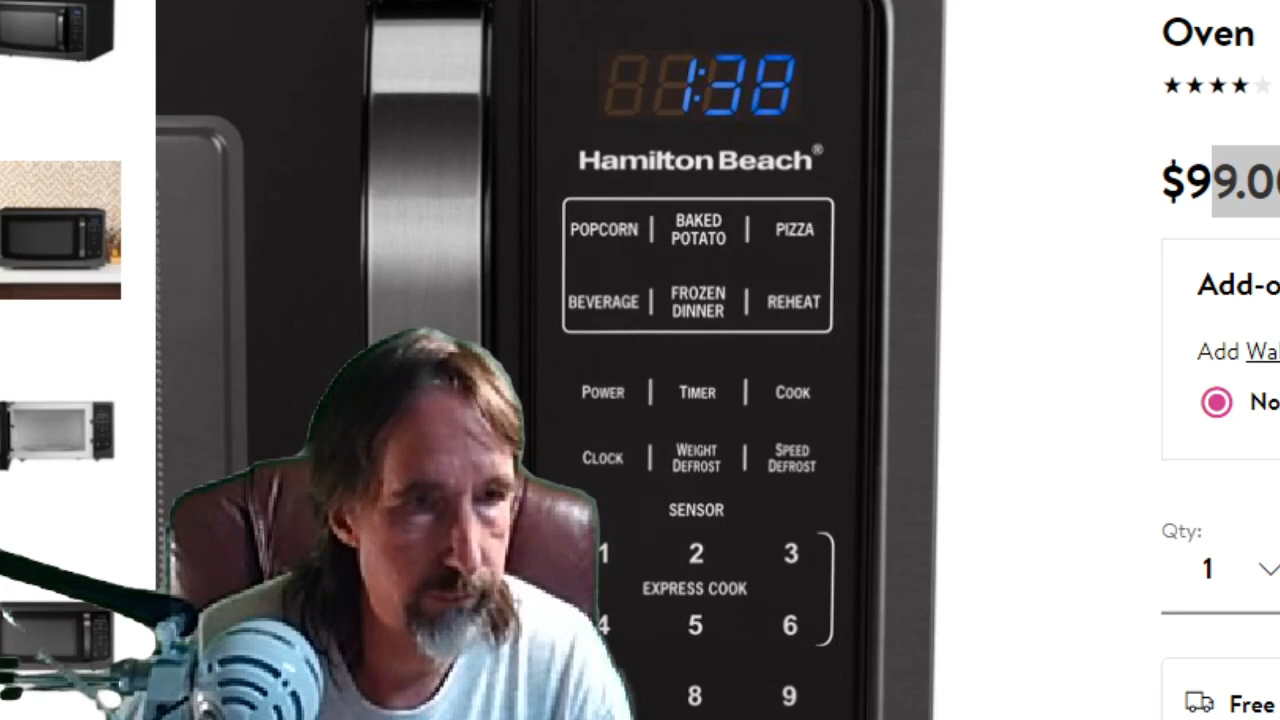 1:38
Hamilton Beach®
POPCORN | BAKED POTATO | PIZZA
BEVERAGE | FROZEN DINNER | REHEAT
POWER | TIMER | COOK
CLOCK | WEIGHT DEFROST | SPEED DEFROST
SENSOR
1 2 3
EXPRESS COOK
4 5 6
8 9
Oven
$99.00
Add-o
Add Wal
No
Qty:
1
Free